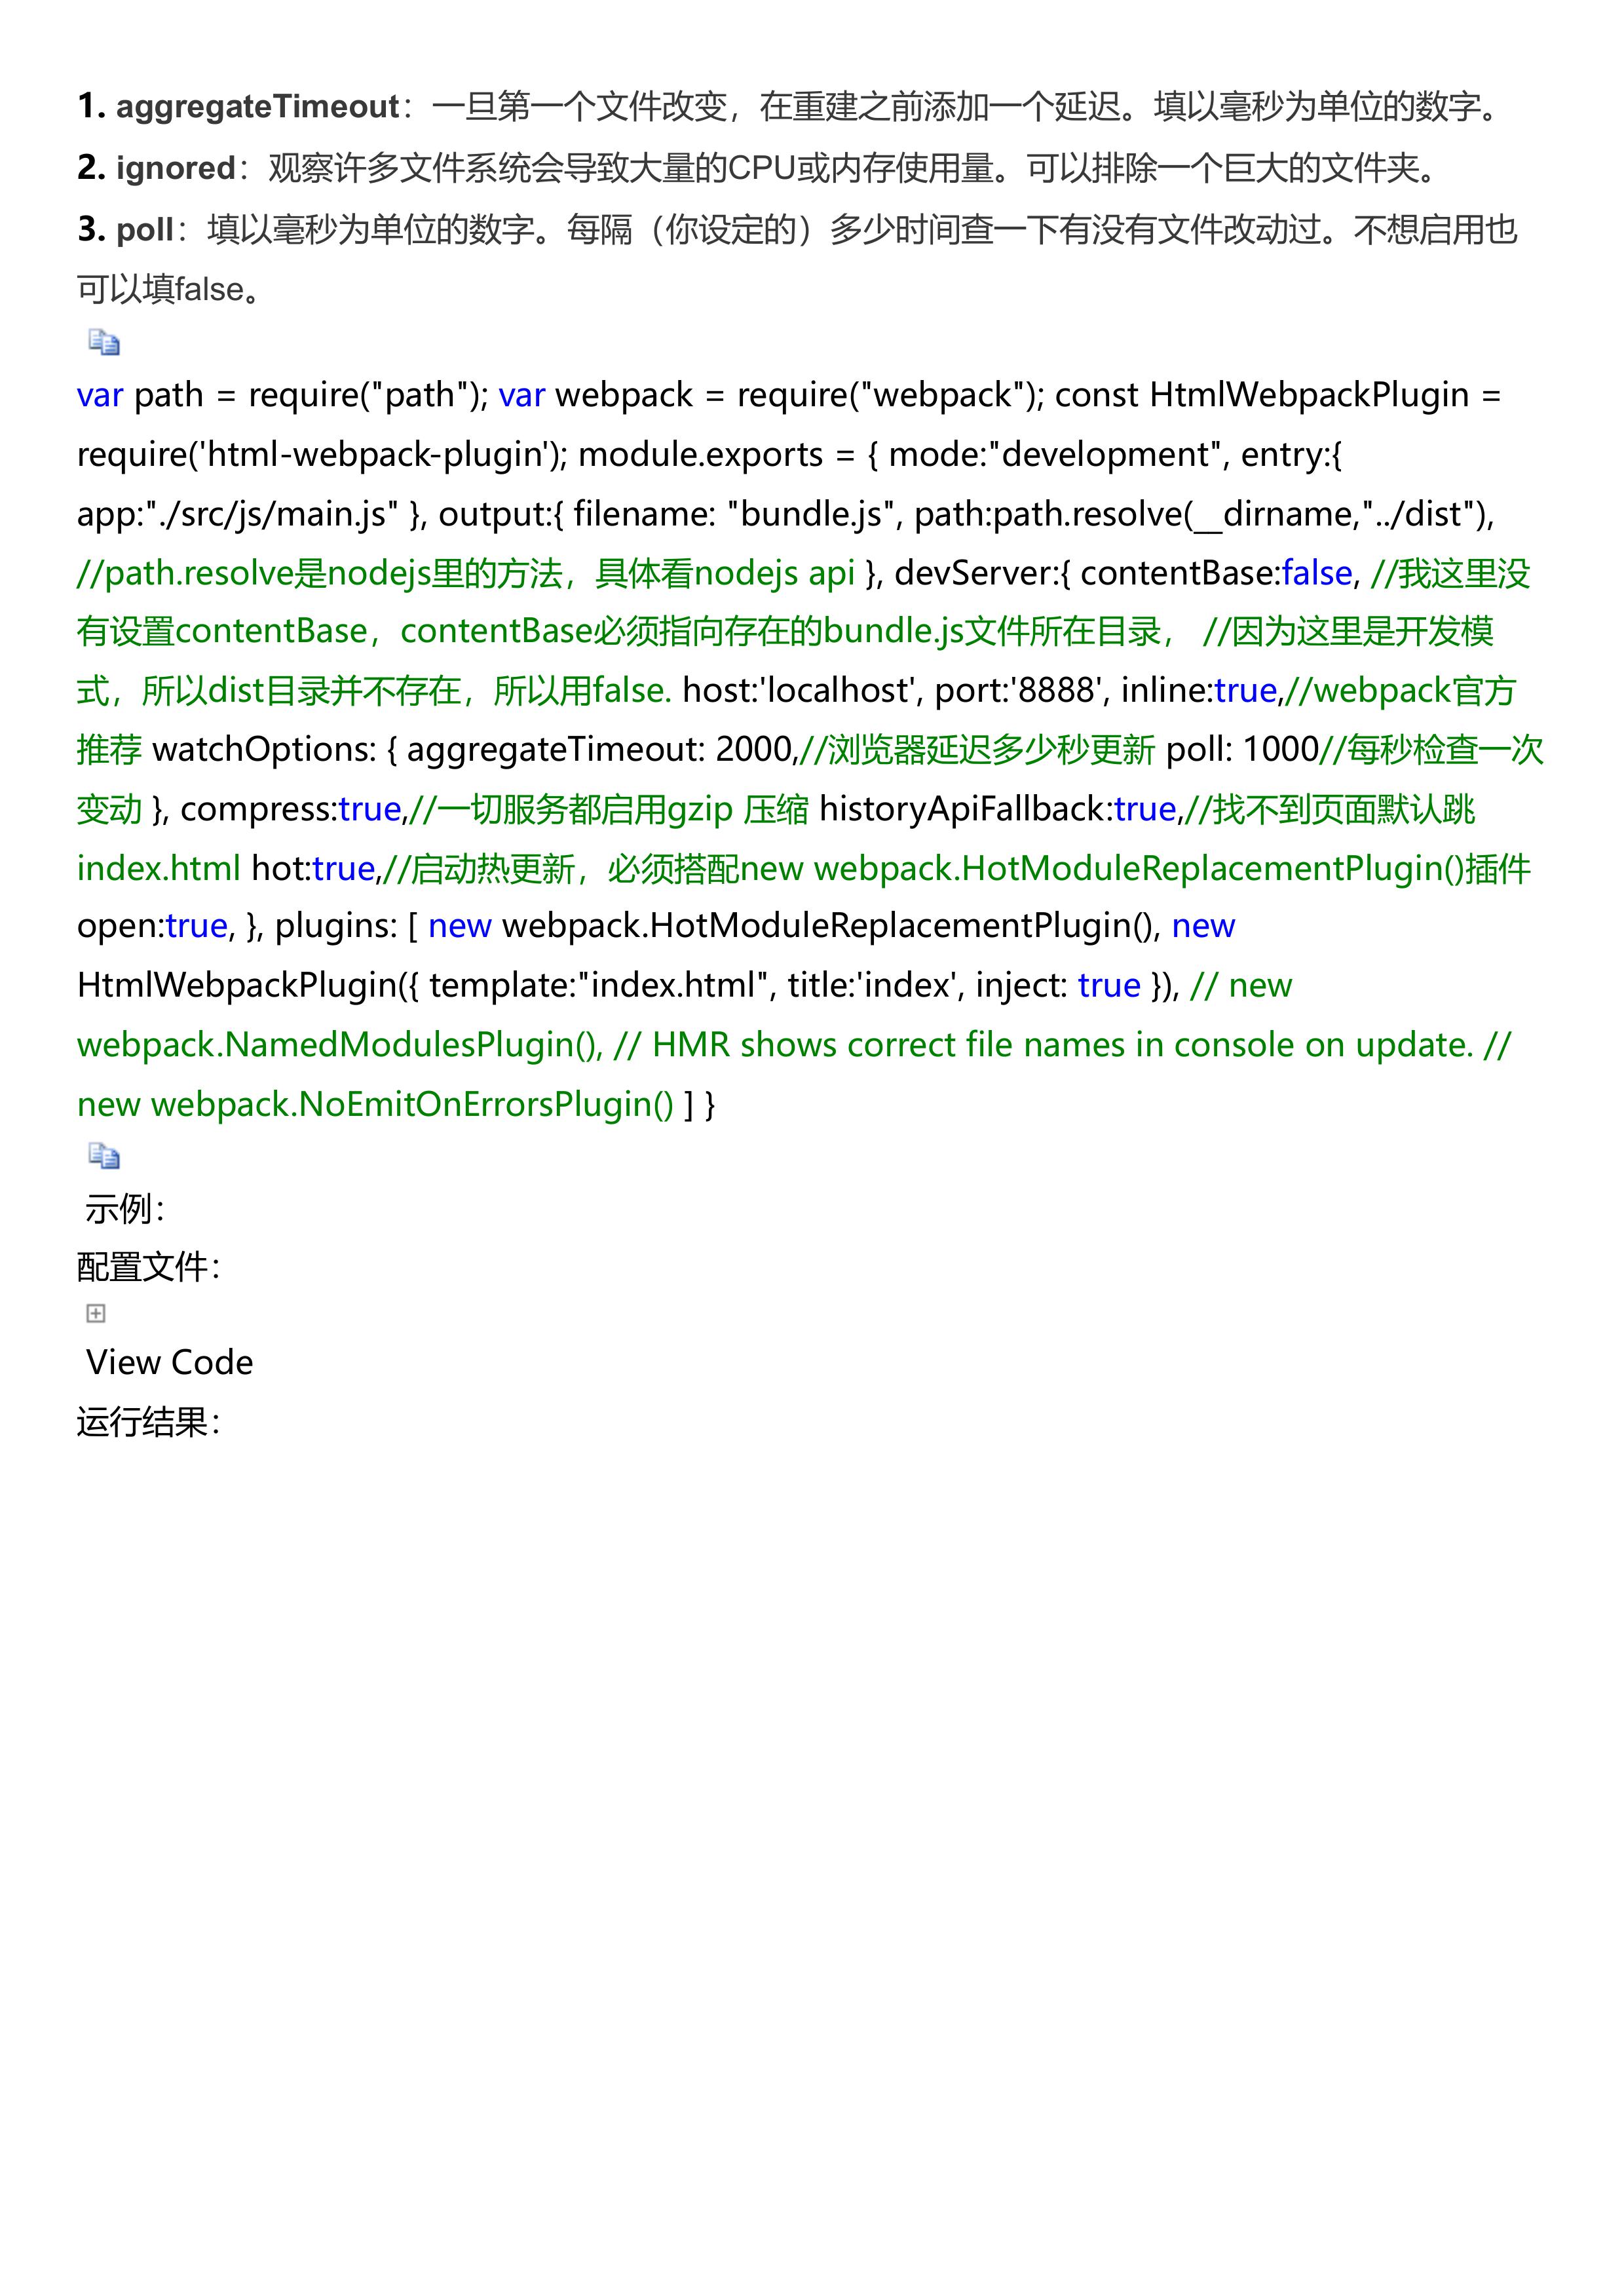 1. aggregateTimeout：一旦第一个文件改变，在重建之前添加一个延迟。填以毫秒为单位的数字。
2. ignored：观察许多文件系统会导致大量的CPU或内存使用量。可以排除一个巨大的文件夹。
3. poll：填以毫秒为单位的数字。每隔（你设定的）多少时间查一下有没有文件改动过。不想启用也
可以填false。
var path = require("path"); var webpack = require("webpack"); const HtmlWebpackPlugin =
require('html-webpack-plugin'); module.exports = { mode:"development", entry:{
app:"./src/js/main.js" }, output:{ filename: "bundle.js", path:path.resolve(__dirname,"../dist"),
//path.resolve是nodejs里的方法，具体看nodejs api }, devServer:{ contentBase:false, //我这里没
有设置contentBase，contentBase必须指向存在的bundle.js文件所在目录， //因为这里是开发模
式，所以dist目录并不存在，所以用false. host:'localhost', port:'8888', inline:true,//webpack官方
推荐 watchOptions: { aggregateTimeout: 2000,//浏览器延迟多少秒更新 poll: 1000//每秒检查一次
变动 }, compress:true,//一切服务都启用gzip 压缩 historyApiFallback:true,//找不到页面默认跳
index.html hot:true,//启动热更新，必须搭配new webpack.HotModuleReplacementPlugin()插件
open:true, }, plugins: [ new webpack.HotModuleReplacementPlugin(), new
HtmlWebpackPlugin({ template:"index.html", title:'index', inject: true }), // new
webpack.NamedModulesPlugin(), // HMR shows correct file names in console on update. //
new webpack.NoEmitOnErrorsPlugin() ] }
示例：
配置文件：
View Code
运行结果：